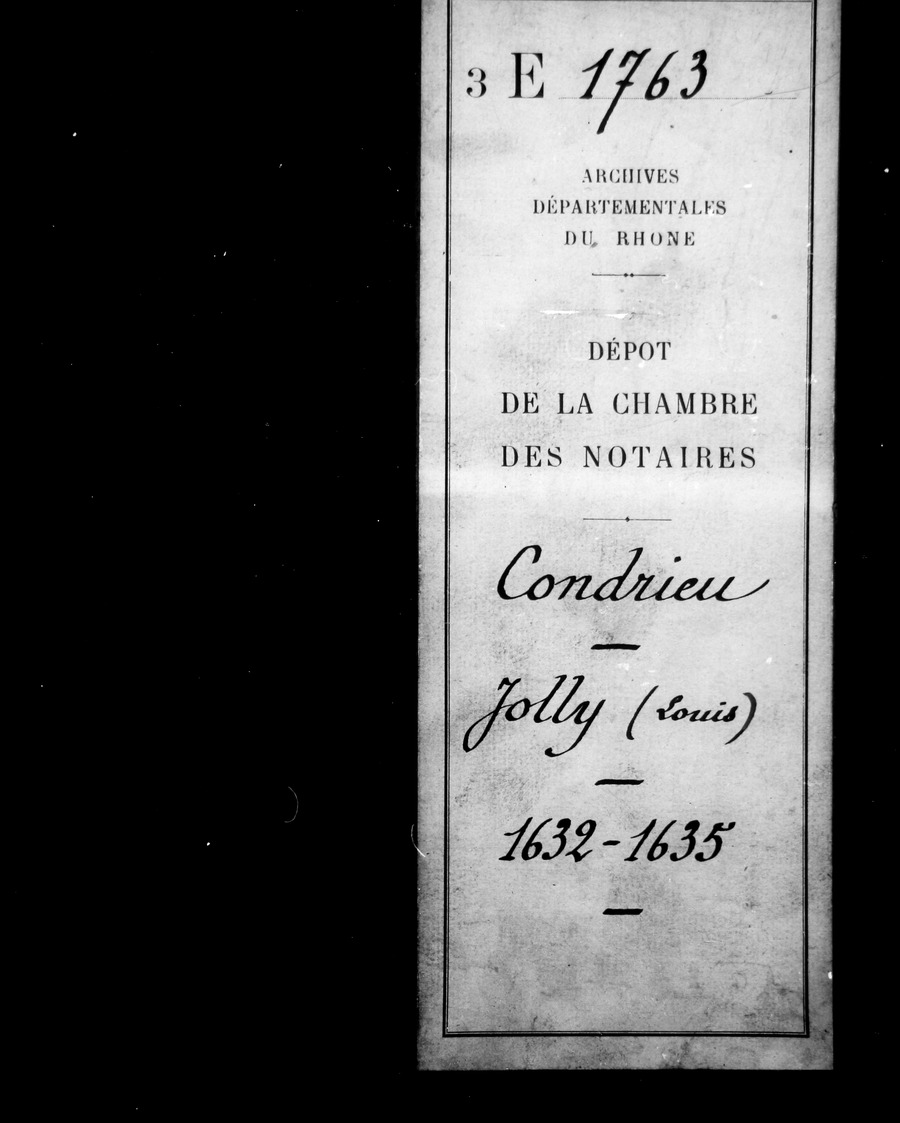 3 E 1763
ARCHIVES
DÉPARTEMENTALES
DU RHONE
DÉPOT
DE LA CHAMBRE
DES NOTAIRES
Condrieu
—
Jolly (Louis)
—
1632-1635
—